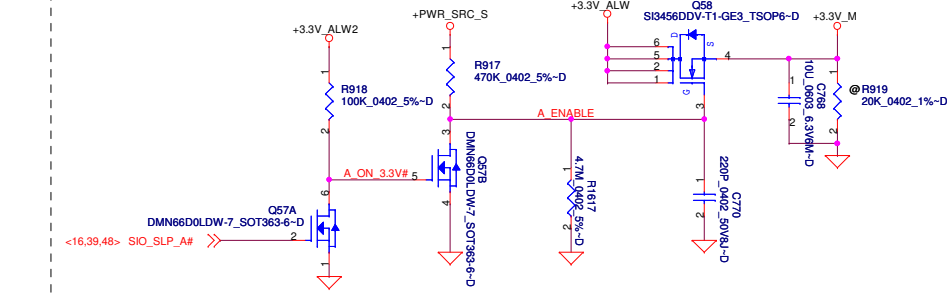 +3.3V_ALW
Q58
SI3456DDV-T1-GE3_TSOP6~D
+PWR_SRC_S
+3.3V_M
+3.3V_ALW2
D
S
G
6
5
2
1
4
3
1
R917
470K_0402_5%~D
2
1
R918
100K_0402_5%~D
2
1
C768
10U_0603_6.3V6M~D
2
1
@R919
20K_0402_1%~D
2
A_ENABLE
3
Q57B
DMN66D0LDW-7_SOT363-6~D
5
4
A_ON_3.3V#
1
R1617
4.7M_0402_5%~D
2
1
C770
220P_0402_50V8J~D
2
Q57A
DMN66D0LDW-7_SOT363-6~D
6
2
1
<16,39,48> SIO_SLP_A#